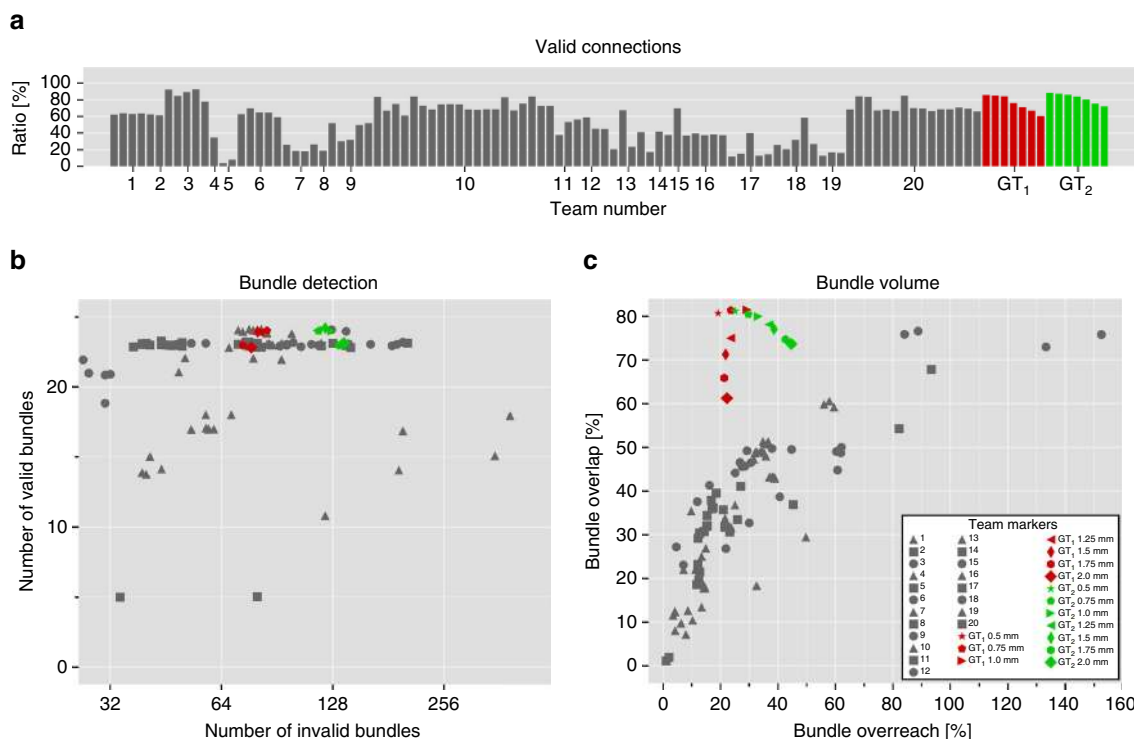 a
Valid connections
Ratio [%]
100
80
60
40
20
0
1 2 3 4 5 6 7 8 9 10 11 12 13 14 15 16 17 18 19 20 GT1 GT2
Team number
b
Bundle detection
Number of valid bundles
20
10
0
32 64 128 256
Number of invalid bundles
c
Bundle volume
Bundle overlap [%]
80
70
60
50
40
30
20
10
0
0 20 40 60 80 100 120 140 160
Bundle overreach [%]
Team markers
1
2
3
4
5
6
7
8
9
10
11
12
13
14
15
16
17
18
19
20
GT1 0.5 mm
GT1 0.75 mm
GT1 1.0 mm
GT1 1.25 mm
GT1 1.5 mm
GT1 1.75 mm
GT1 2.0 mm
GT2 0.5 mm
GT2 0.75 mm
GT2 1.0 mm
GT2 1.25 mm
GT2 1.5 mm
GT2 1.75 mm
GT2 2.0 mm